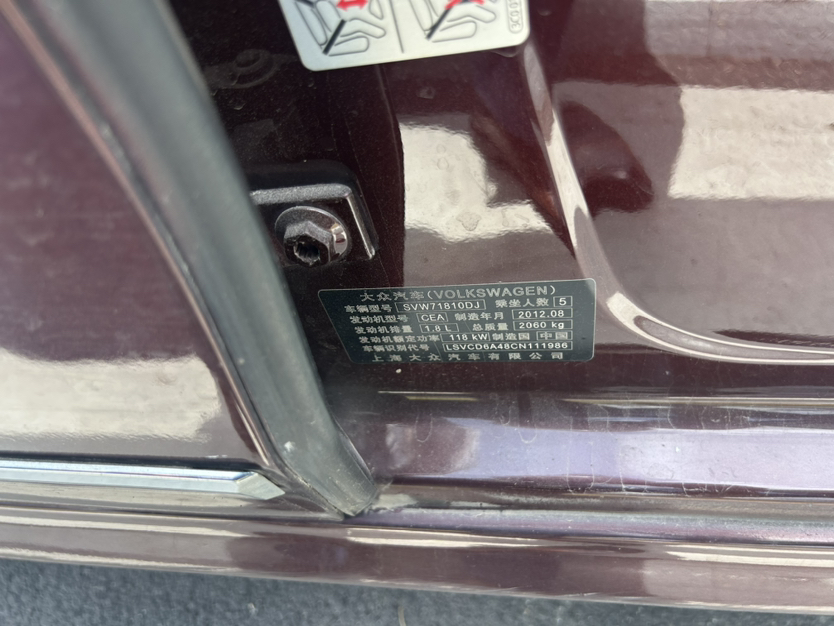 大众汽车(VOLKSWAGEN)
车辆型号 SVW71810DJ 乘坐人数 5
发动机型号 CEA 制造年月 2012.08
发动机排量 1.8 L 总质量 2060 kg
发动机额定功率 118 kW 制造国 中国
车辆识别代号 LSVCD6A48CN111986
上海大众汽车有限公司